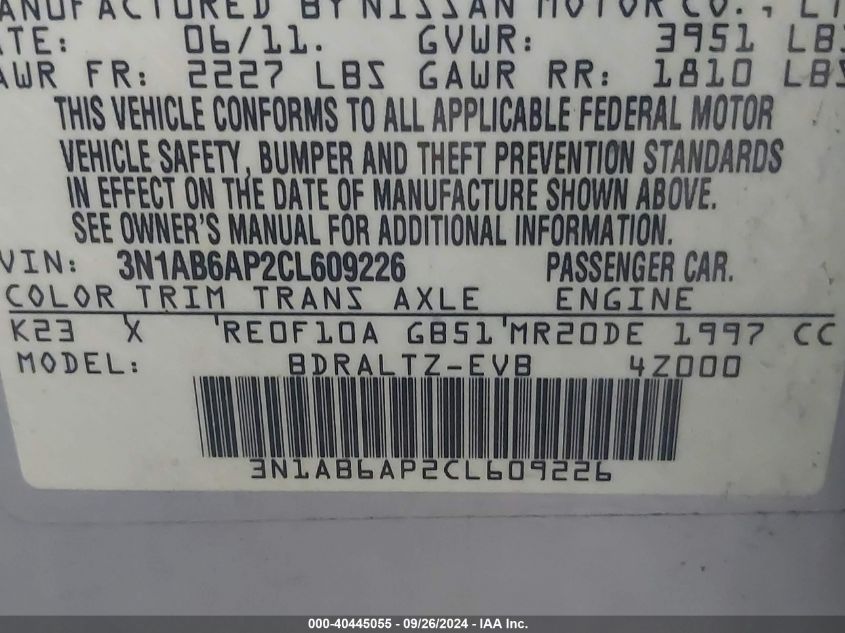 MANUFACTURED BY NISSAN MOTOR CO., LT
ATE: 06/11. GVWR: 3951 LBS
AWR FR: 2227 LBS GAWR RR: 1810 LBS
THIS VEHICLE CONFORMS TO ALL APPLICABLE FEDERAL MOTOR
VEHICLE SAFETY, BUMPER AND THEFT PREVENTION STANDARDS
IN EFFECT ON THE DATE OF MANUFACTURE SHOWN ABOVE.
SEE OWNER'S MANUAL FOR ADDITIONAL INFORMATION.
VIN: 3N1AB6AP2CL609226 PASSENGER CAR.
COLOR TRIM TRANS AXLE ENGINE
K23 X RE0F10A GB51 MR20DE 1997 CC
MODEL: BDRALTZ-EVB 4Z000
3N1AB6AP2CL609226
000-40445055 - 09/26/2024 - IAA Inc.